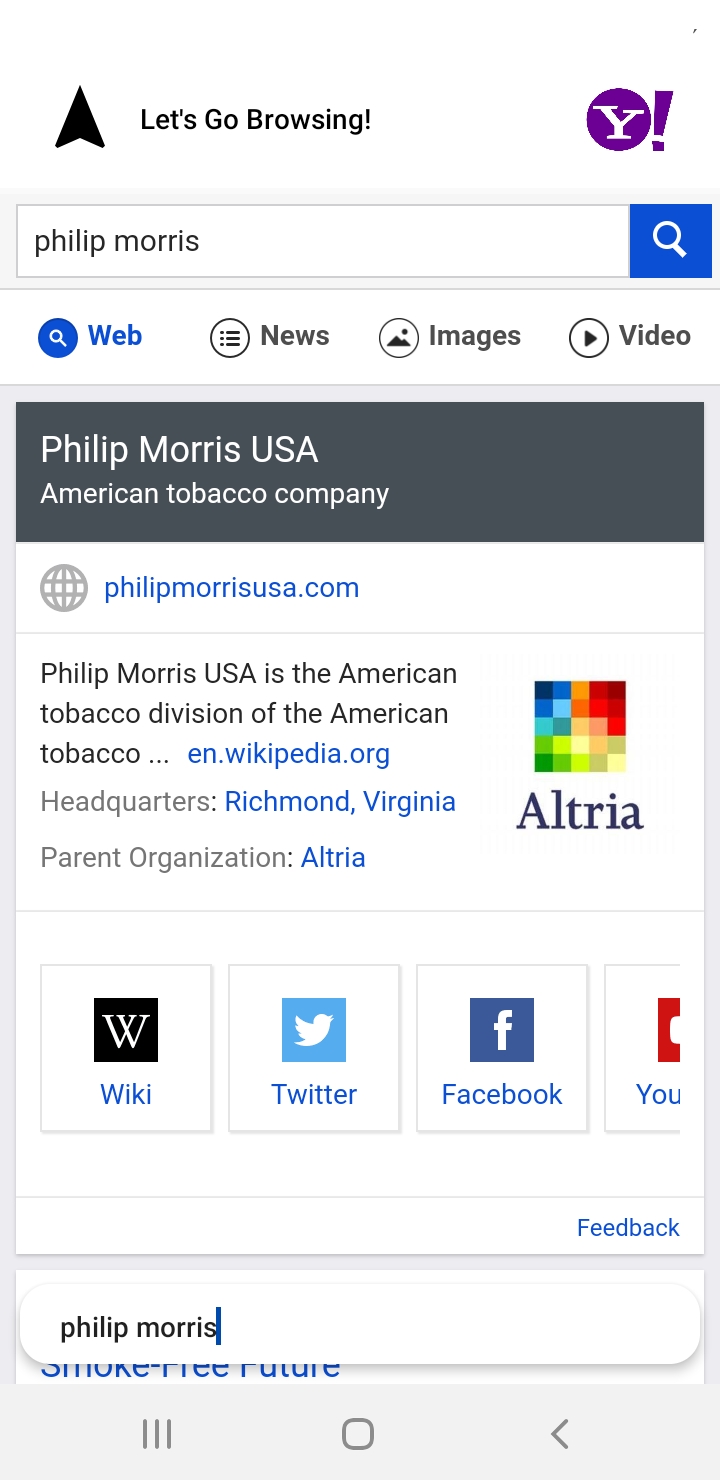 Let's Go Browsing!
Y!
philip morris
Web News Images Video
Philip Morris USA
American tobacco company
philipmorrisusa.com
Philip Morris USA is the American
tobacco division of the American
tobacco ... en.wikipedia.org
Headquarters: Richmond, Virginia
Parent Organization: Altria
Altria
W
f
Wiki Twitter Facebook You
Feedback
philip morris
Smoke-Free Future